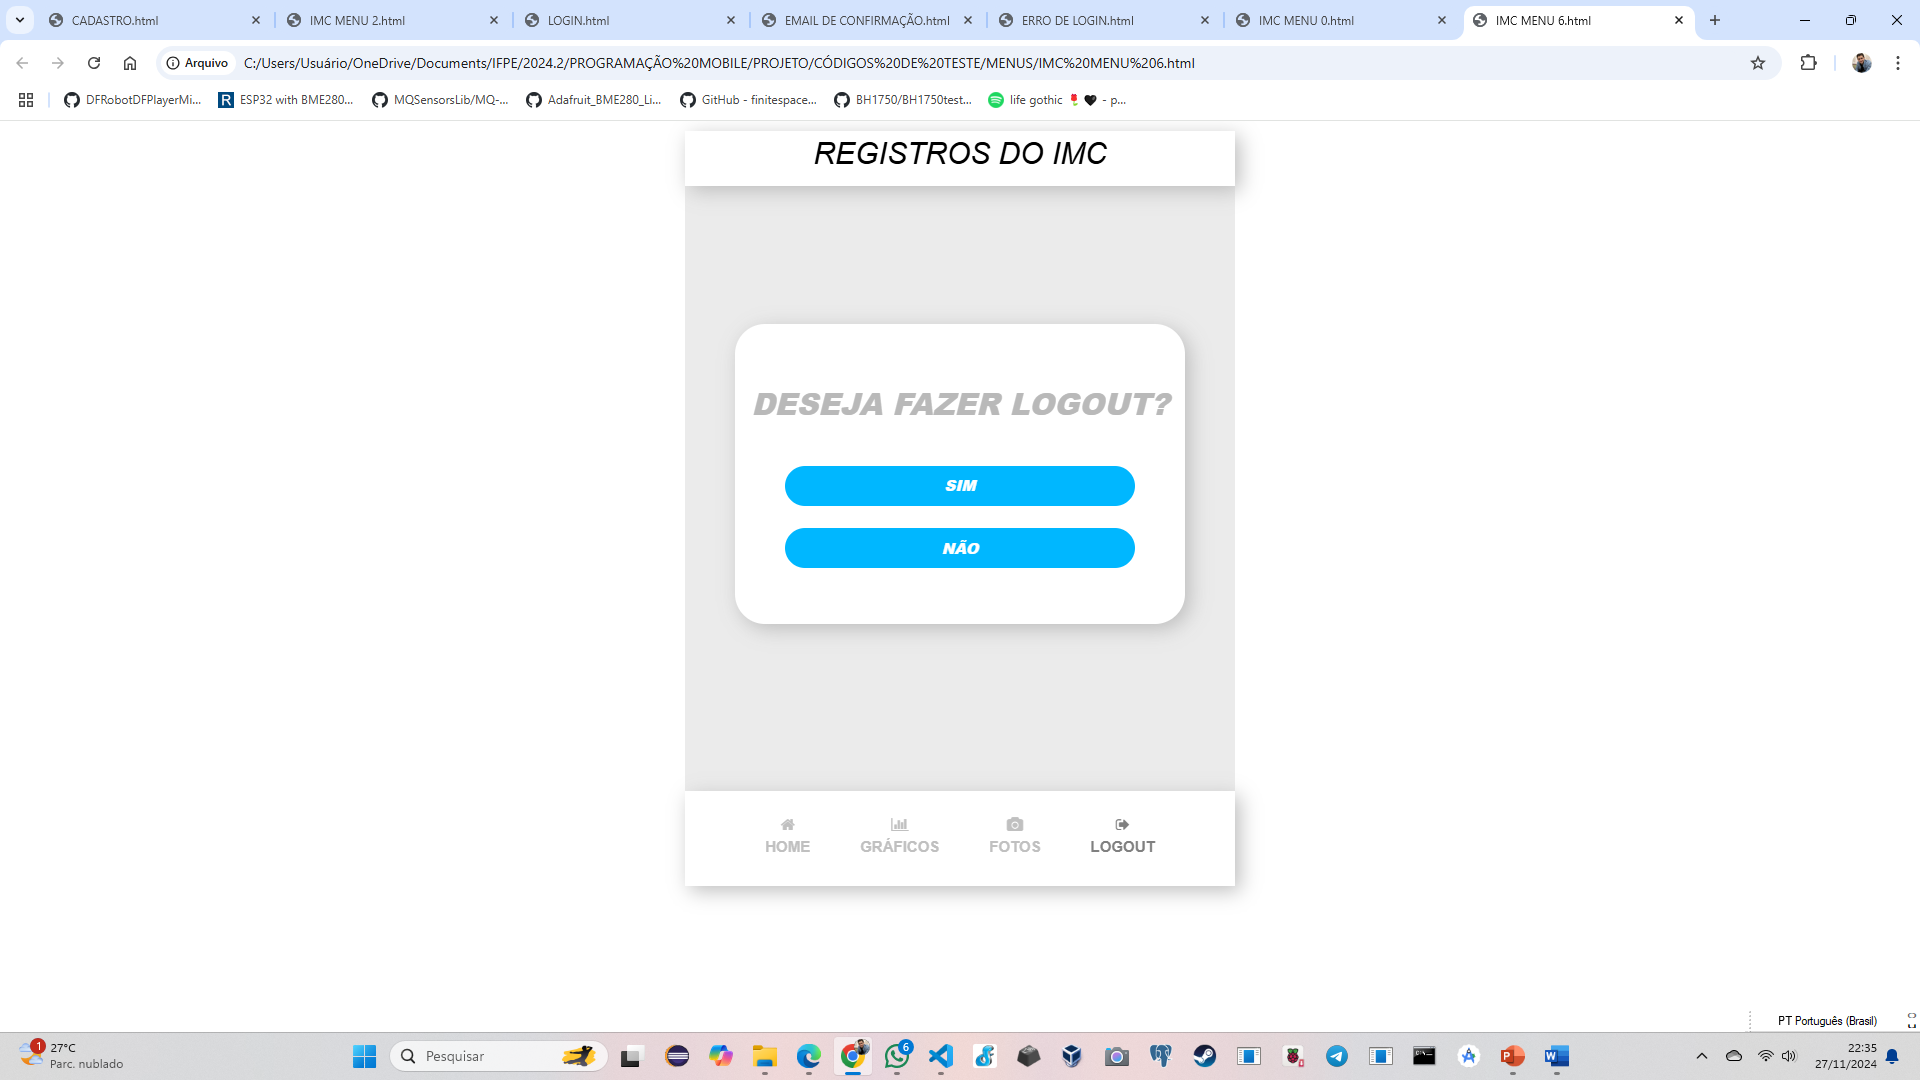 CADASTRO.html
IMC MENU 2.html
LOGIN.html
EMAIL DE CONFIRMAÇÃO.html
ERRO DE LOGIN.html
IMC MENU 0.html
IMC MENU 6.html
Arquivo
C:/Users/Usuário/OneDrive/Documents/IFPE/2024.2/PROGRAMAÇÃO%20MOBILE/PROJETO/CÓDIGOS%20DE%20TESTE/MENUS/IMC%20MENU%206.html
DFRobotDFPlayerMi...
R
ESP32 with BME280...
MQSensorsLib/MQ-...
Adafruit_BME280_Li...
GitHub - finitespace...
BH1750/BH1750test...
life gothic 🌹🖤 - p...
REGISTROS DO IMC
DESEJA FAZER LOGOUT?
SIM
NÃO
HOME
GRÁFICOS
FOTOS
LOGOUT
PT Português (Brasil)
1
27°C
Parc. nublado
Pesquisar
6
22:35
27/11/2024